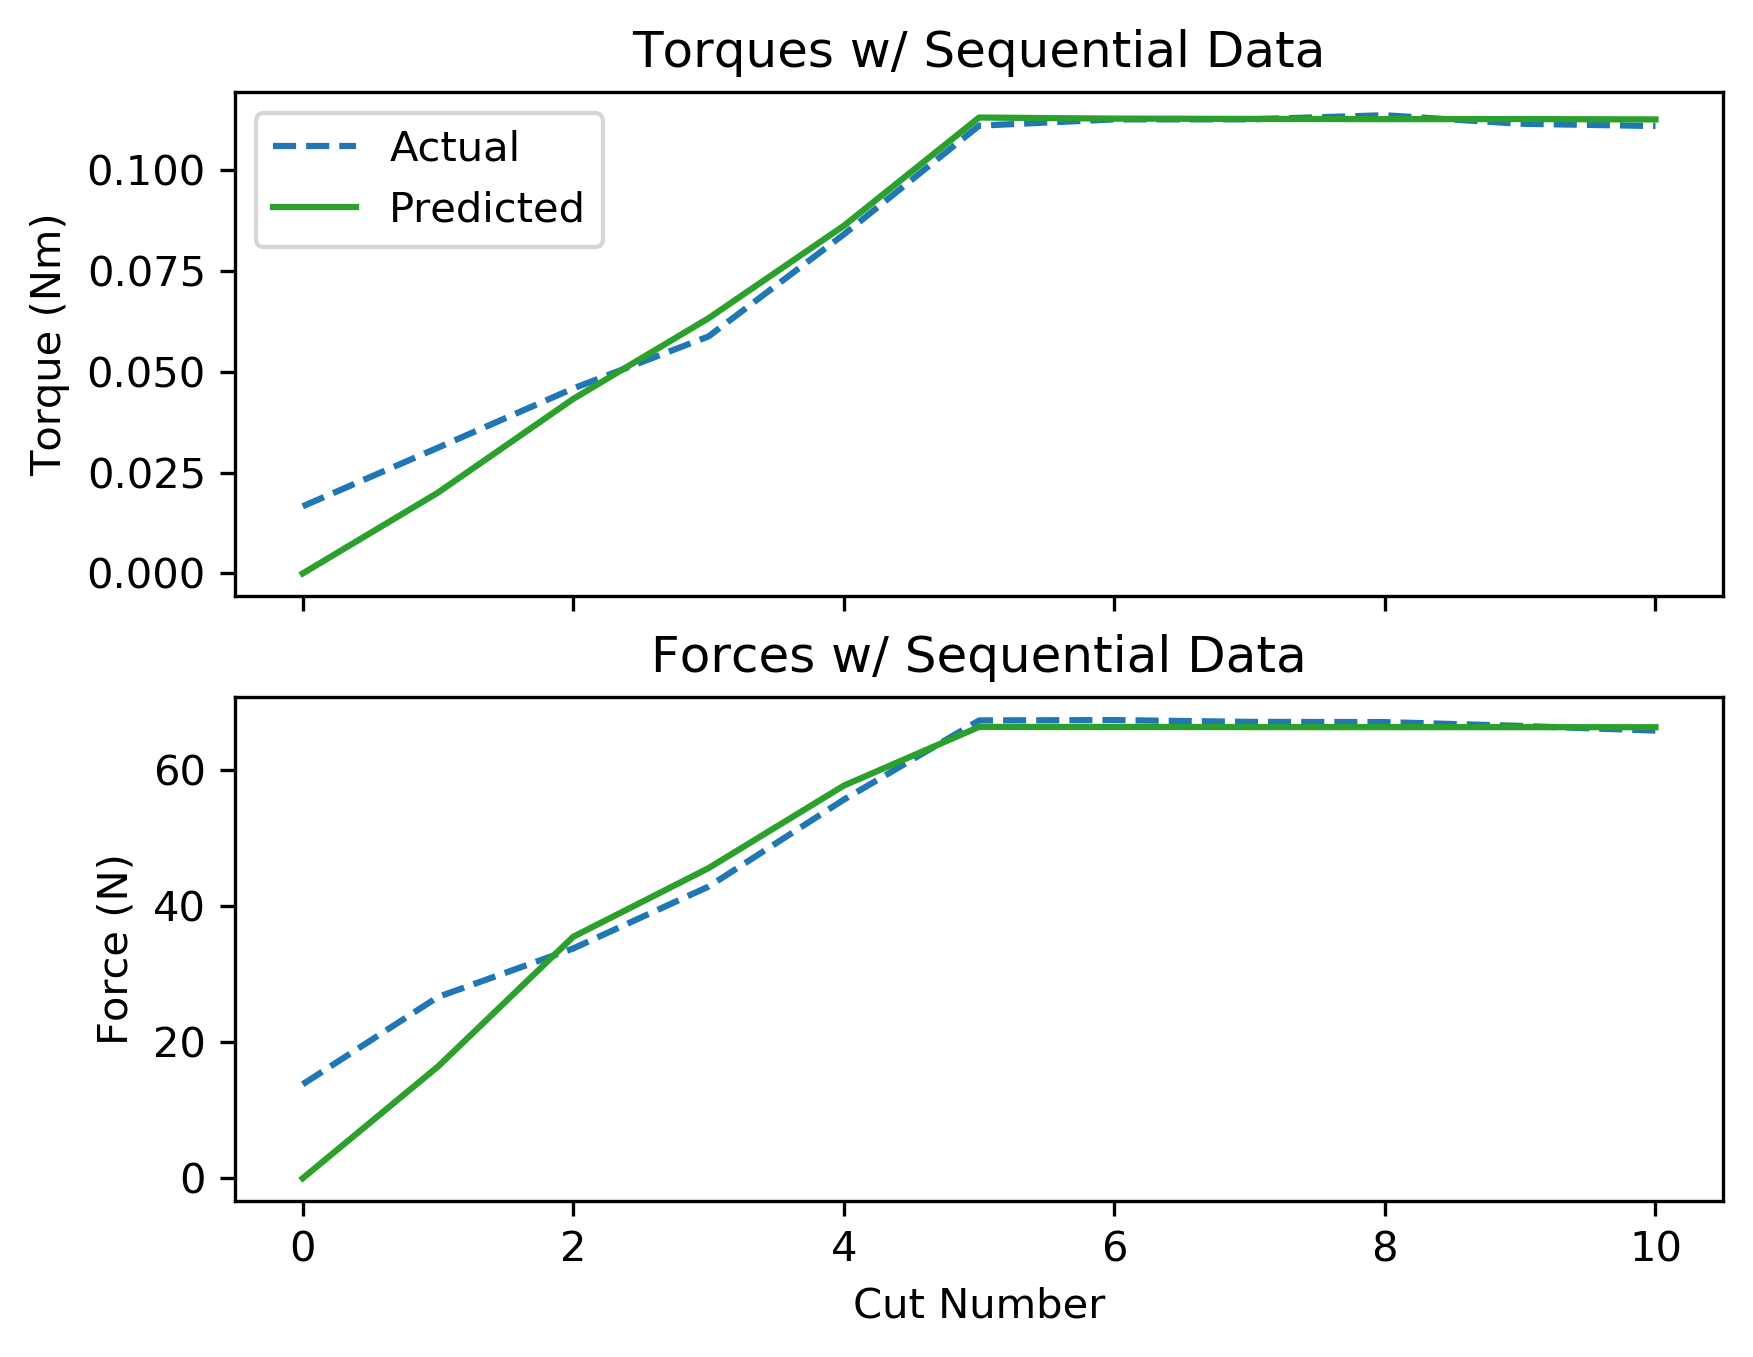 Torques w/ Sequential Data
Actual
Predicted
Torque (Nm)
0.100
0.075
0.050
0.025
0.000
Forces w/ Sequential Data
Force (N)
60
40
20
0
0 2 4 6 8 10
Cut Number